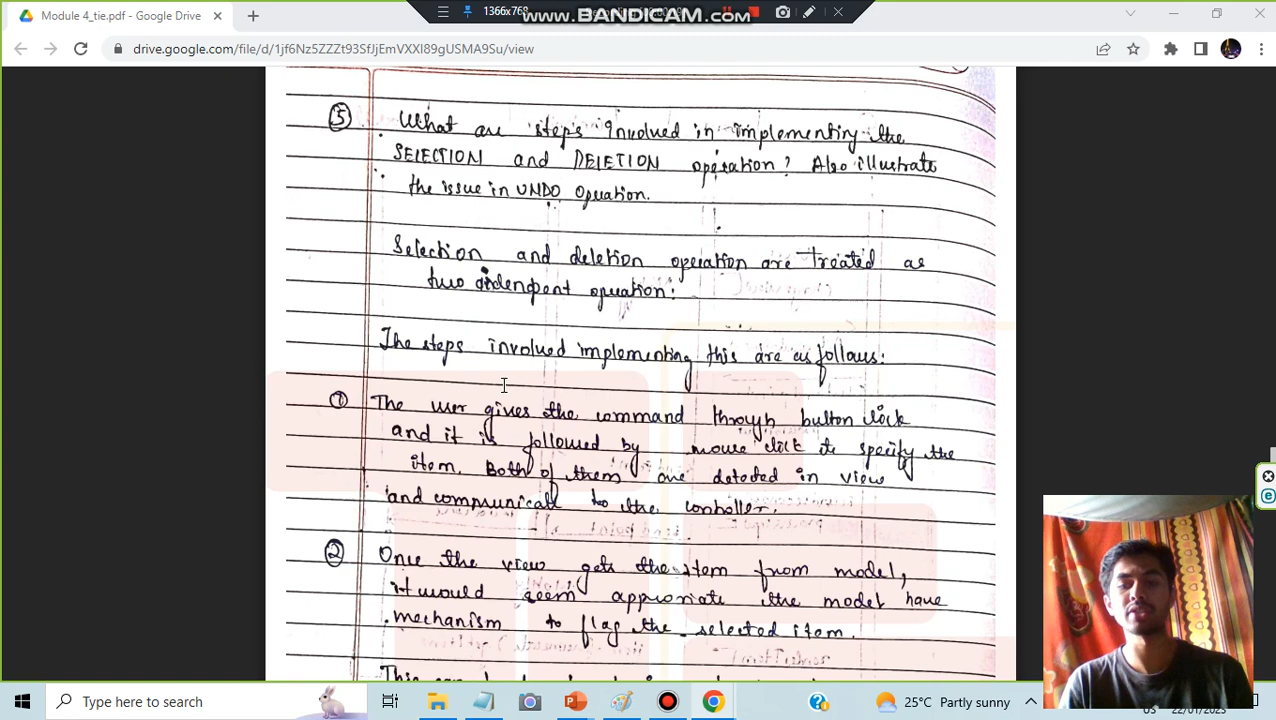 Module 4_tie.pdf - Google Drive
1366x768
www.BANDICAM.com
drive.google.com/file/d/1jf6Nz5ZZZt93SfJjEmVXXI89gUSMA9Su/view
5 What are steps involved in implementing the
SELECTION and DELETION operation? Also illustrate
the issue in UNDO Operation.
Selection and deletion operation are treated as
two operation:
The steps involved implementing this are as follows:
1 The user gives the command through button click
and it is followed by mouse click to specify the
item. Both of them are detected in view
and to the controller.
2 Once the view gets the item from model,
it would seem the model have
mechanism to flag the selected item.
Type here to search
25°C Partly sunny
22/01/2023